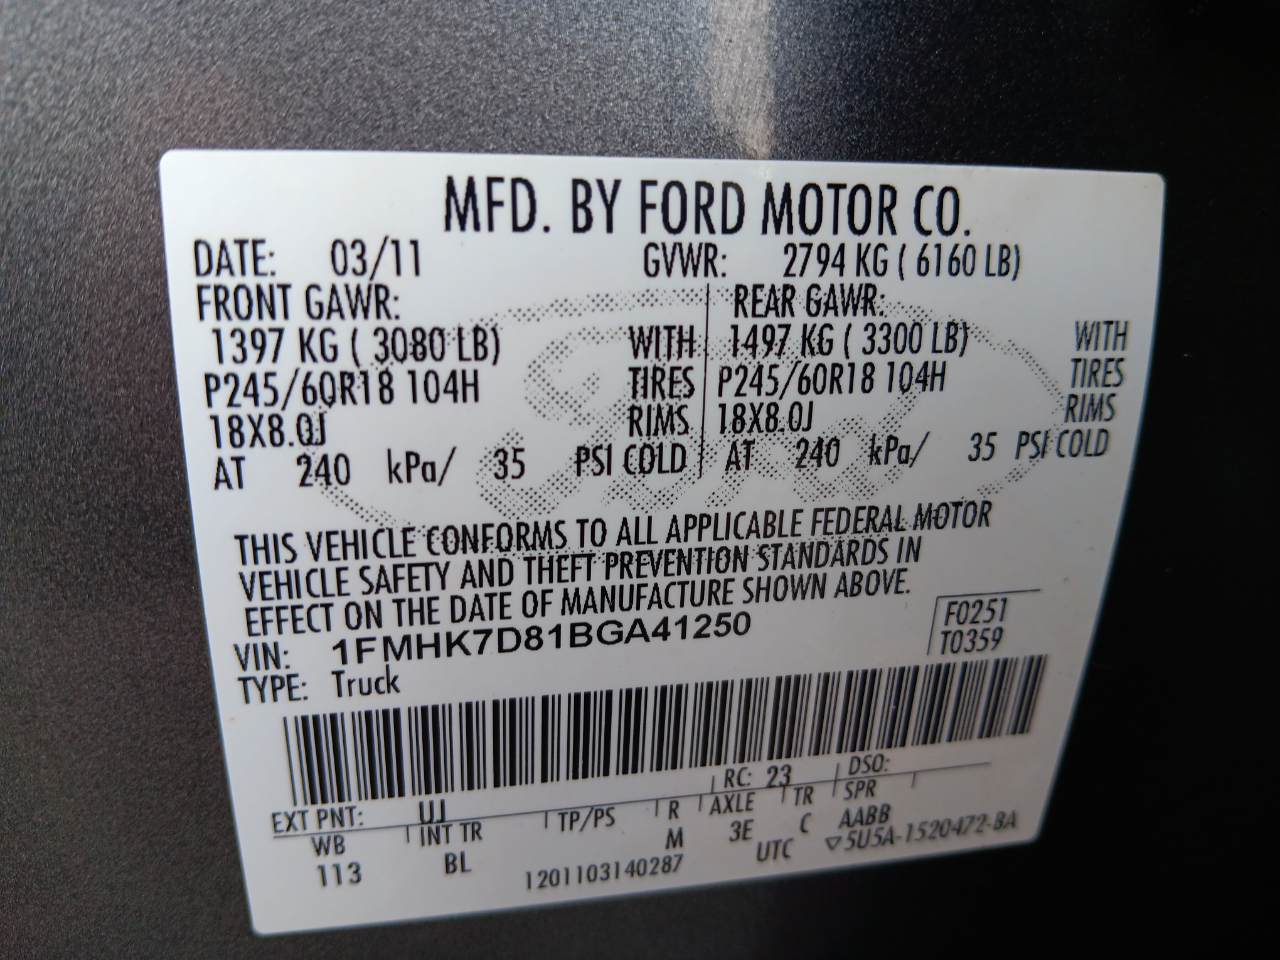 MFD. BY FORD MOTOR CO.
DATE: 03/11 GVWR: 2794 KG ( 6160 LB)
FRONT GAWR: REAR GAWR:
1397 KG ( 3080 LB) WITH 1497 KG ( 3300 LB) WITH
P245/60R18 104H TIRES P245/60R18 104H TIRES
18X8.0J RIMS 18X8.0J RIMS
AT 240 kPa/ 35 PSI COLD AT 240 kPa/ 35 PSI COLD
THIS VEHICLE CONFORMS TO ALL APPLICABLE FEDERAL MOTOR
VEHICLE SAFETY AND THEFT PREVENTION STANDARDS IN
EFFECT ON THE DATE OF MANUFACTURE SHOWN ABOVE.
VIN: 1FMHK7D81BGA41250 F0251
TYPE: Truck T0359
EXT PNT: UJ RC: 23 DSO:
WB INT TR TP/PS R AXLE TR SPR
113 BL M 3E C AABB
1201103140287 UTC ▽5U5A-1520472-BA
Ford